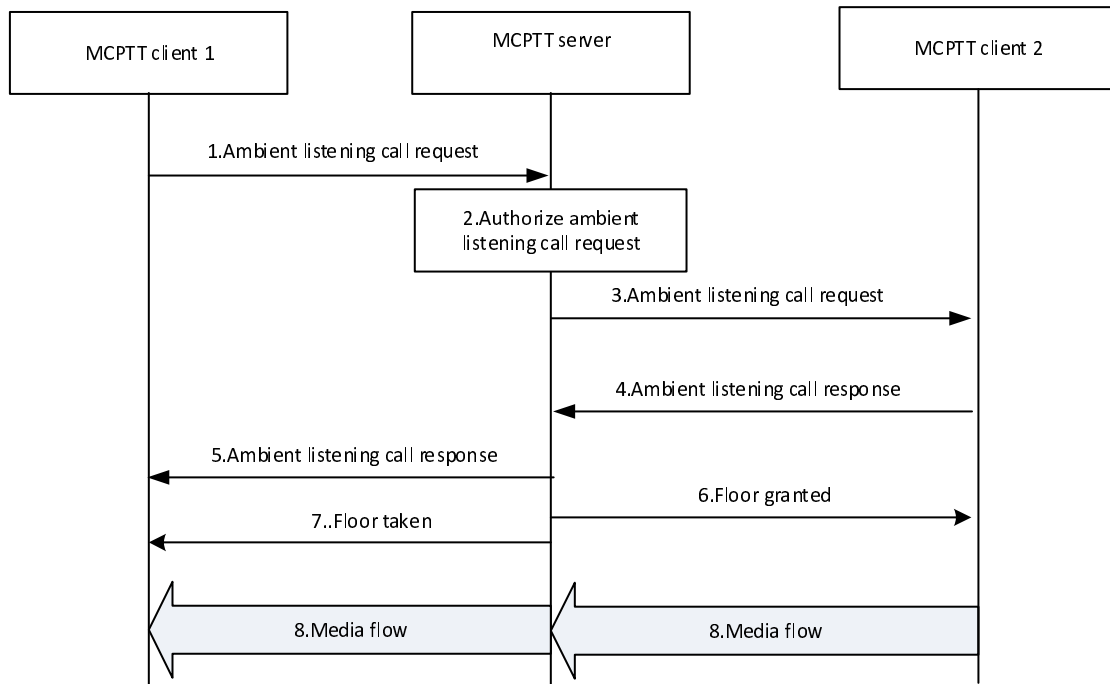 MCPTT client 1
MCPTT server
MCPTT client 2
1.Ambient listening call request
2.Authorize ambient
listening call request
3.Ambient listening call request
4.Ambient listening call response
5.Ambient listening call response
6.Floor granted
7..Floor taken
8.Media flow
8.Media flow